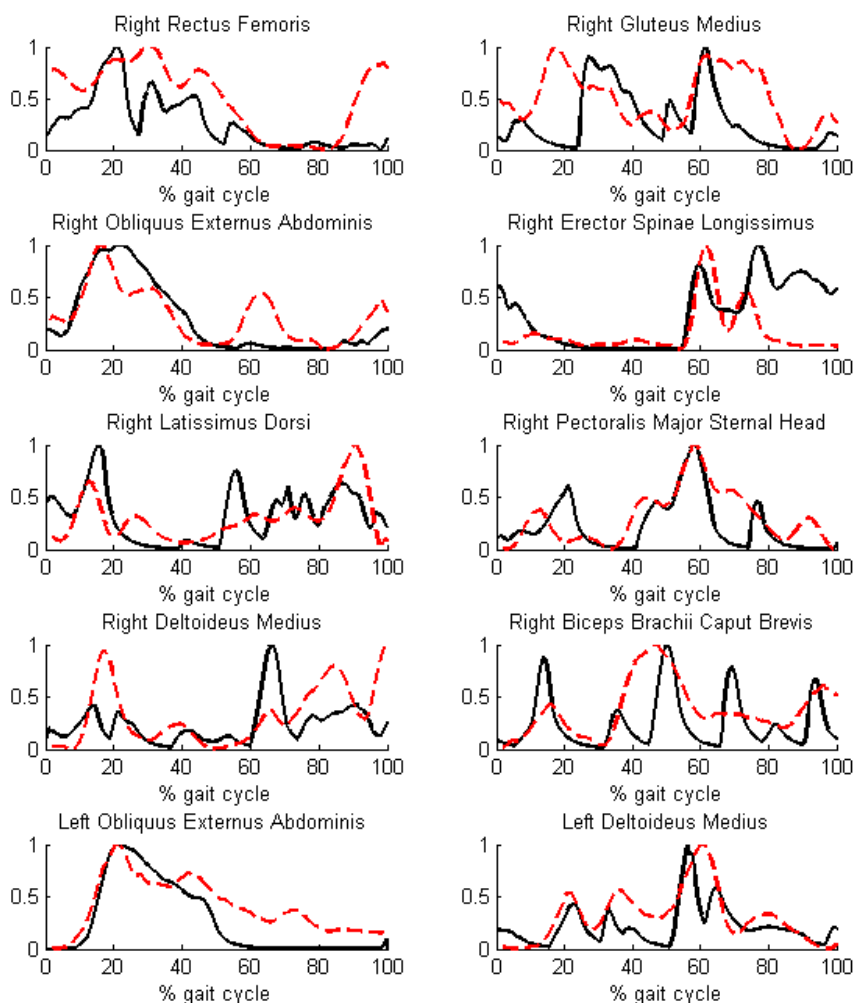 Right Rectus Femoris
1
0.5
0
0 20 40 60 80 100
% gait cycle
Right Gluteus Medius
1
0.5
0
0 20 40 60 80 100
% gait cycle
Right Obliquus Externus Abdominis
1
0.5
0
0 20 40 60 80 100
% gait cycle
Right Erector Spinae Longissimus
1
0.5
0
0 20 40 60 80 100
% gait cycle
Right Latissimus Dorsi
1
0.5
0
0 20 40 60 80 100
% gait cycle
Right Pectoralis Major Sternal Head
1
0.5
0
0 20 40 60 80 100
% gait cycle
Right Deltoideus Medius
1
0.5
0
0 20 40 60 80 100
% gait cycle
Right Biceps Brachii Caput Brevis
1
0.5
0
0 20 40 60 80 100
% gait cycle
Left Obliquus Externus Abdominis
1
0.5
0
0 20 40 60 80 100
% gait cycle
Left Deltoideus Medius
1
0.5
0
0 20 40 60 80 100
% gait cycle